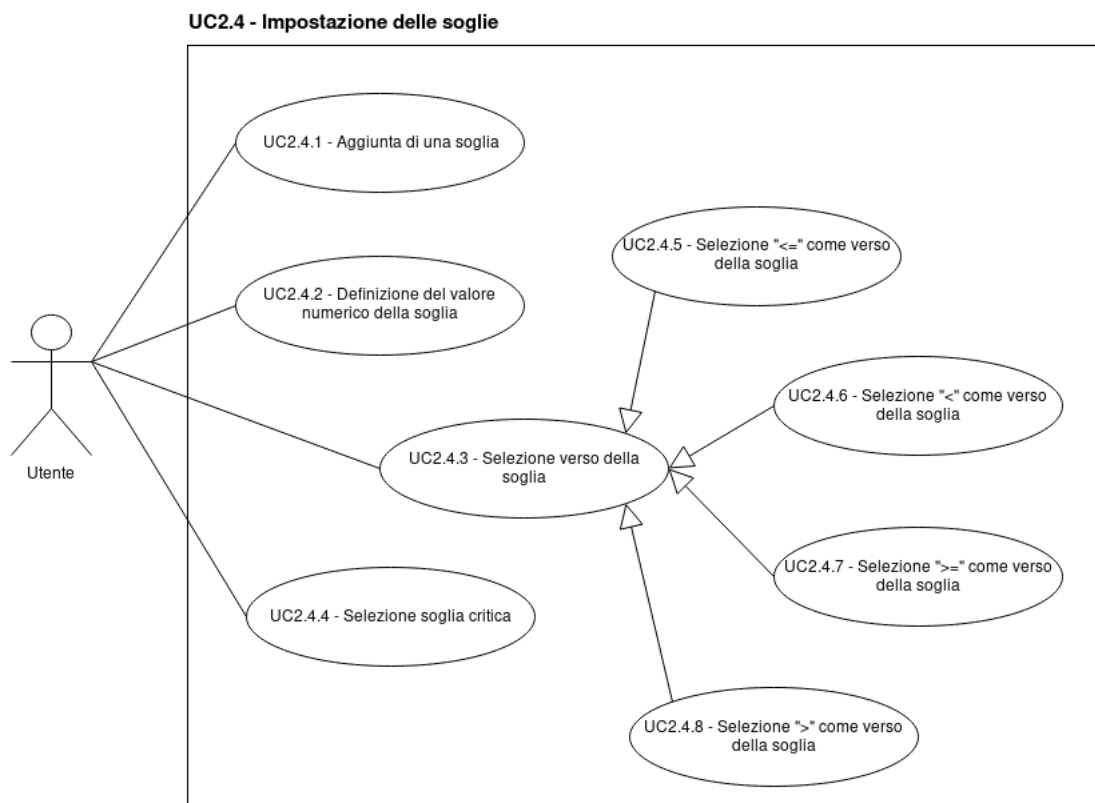 UC2.4 - Impostazione delle soglie
UC2.4.1 - Aggiunta di una soglia
UC2.4.5 - Selezione "<=" come verso
della soglia
UC2.4.2 - Definizione del valore
numerico della soglia
UC2.4.6 - Selezione "<" come verso
della soglia
UC2.4.3 - Selezione verso della
soglia
Utente
UC2.4.7 - Selezione ">=" come verso
della soglia
UC2.4.4 - Selezione soglia critica
UC2.4.8 - Selezione ">" come verso
della soglia